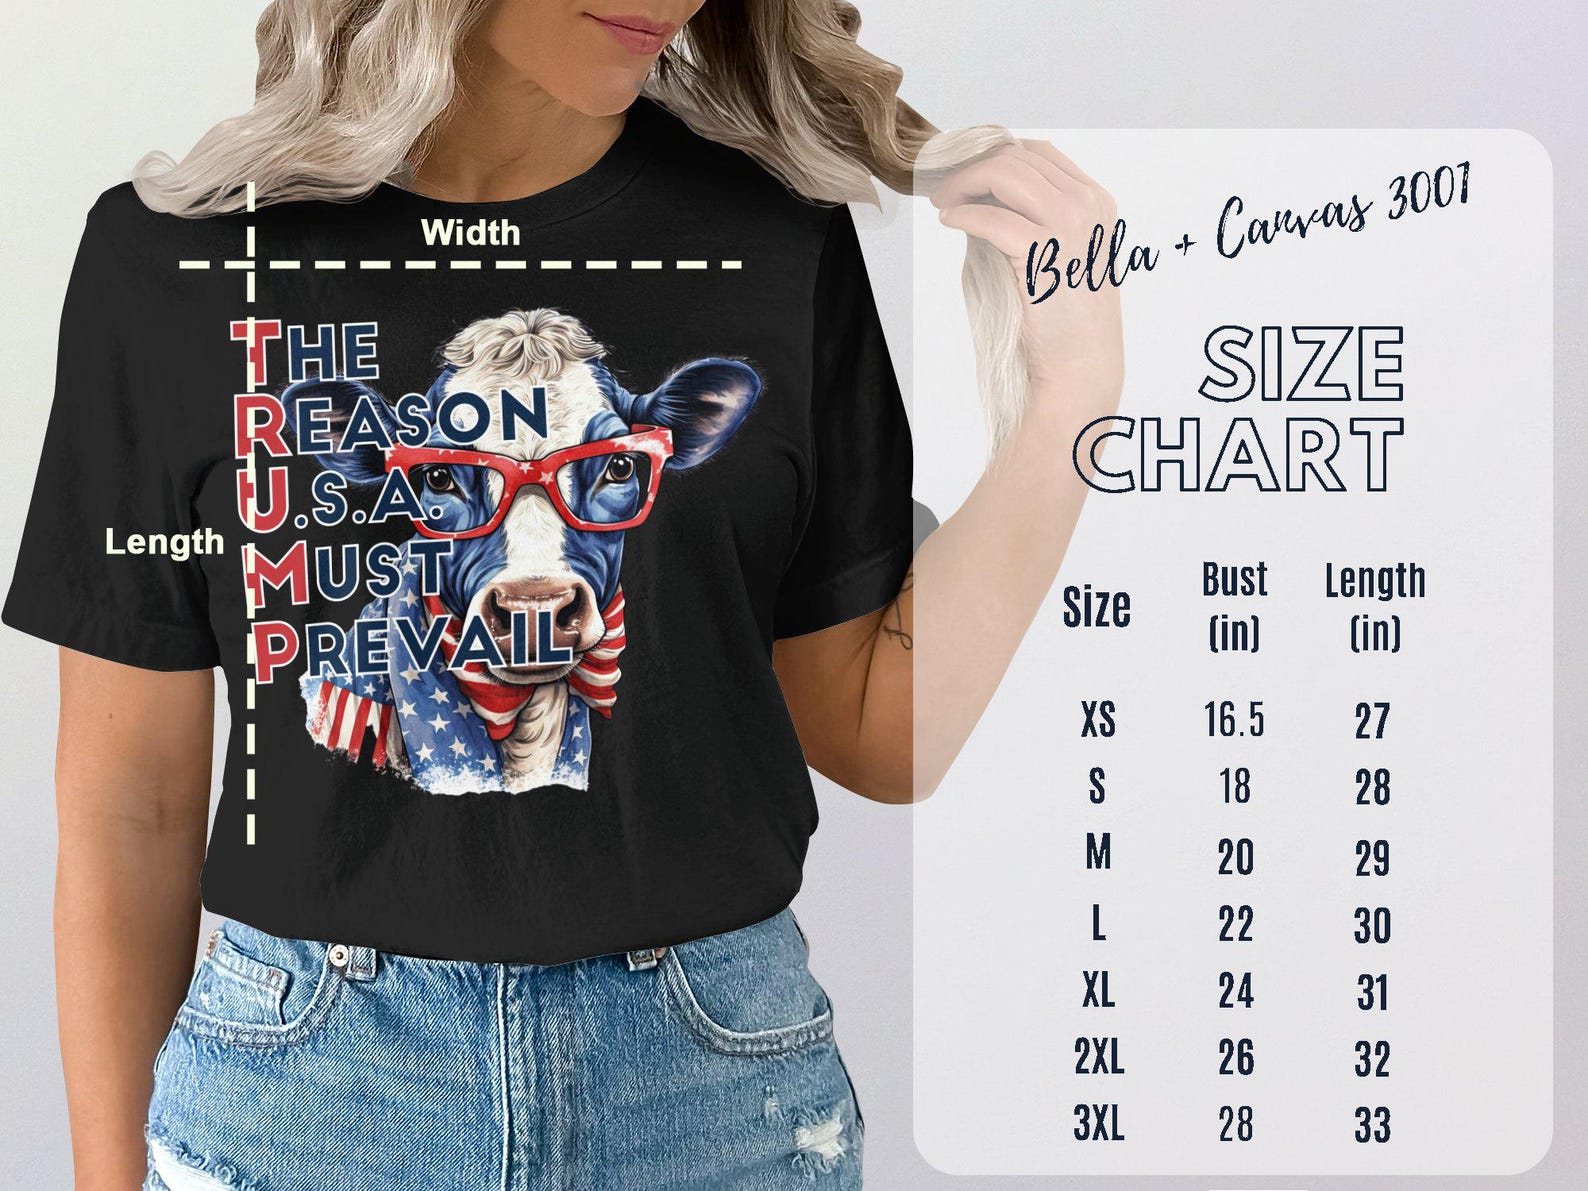 Width
Length
THE
REASON
U.S.A.
MUST
PREVAIL
Bella + Canvas 3001
SIZE
CHART
Size Bust (in) Length (in)
XS 16.5 27
S 18 28
M 20 29
L 22 30
XL 24 31
2XL 26 32
3XL 28 33